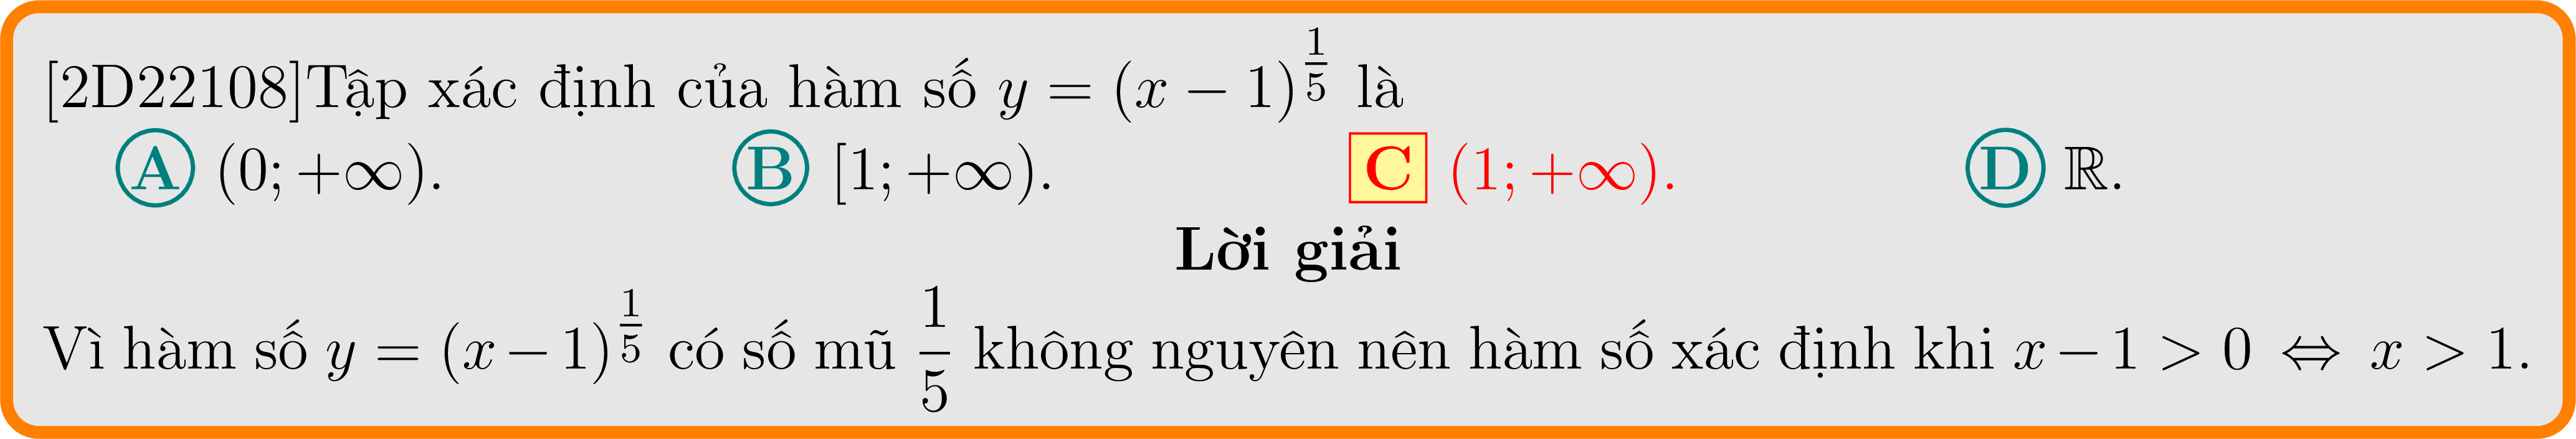 [2D22108]Tập xác định của hàm số $y = (x - 1)^{\frac{1}{5}}$ là
A $(0; +\infty)$. B $[1; +\infty)$. C $(1; +\infty)$. D $\mathbb{R}$.
Lời giải
Vì hàm số $y = (x - 1)^{\frac{1}{5}}$ có số mũ $\dfrac{1}{5}$ không nguyên nên hàm số xác định khi $x - 1 > 0 \Leftrightarrow x > 1$.